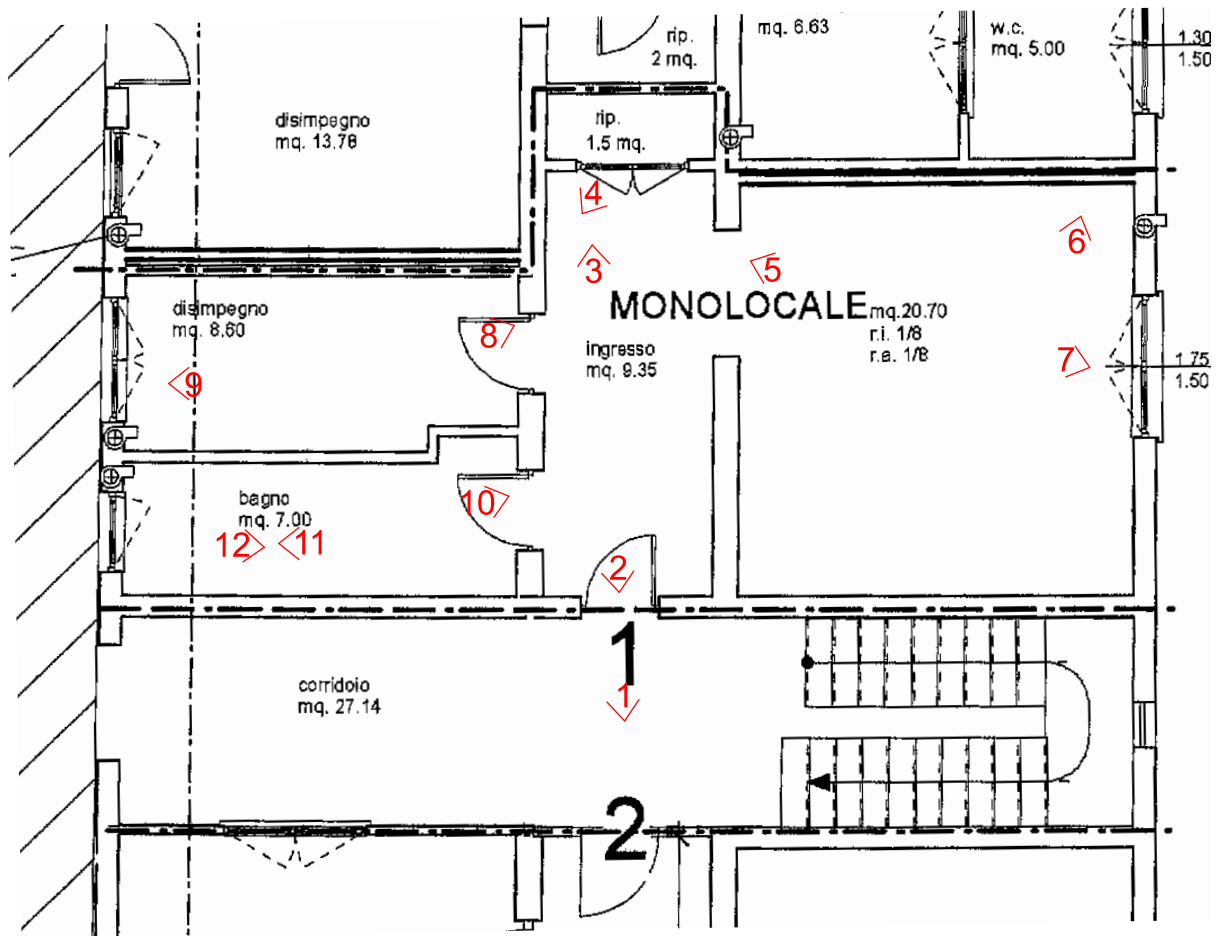 rip.
2 mq.
mq. 6.63
w.c.
mq. 5.00
1.30
1.50
disimpegno
mq. 13.78
rip.
1.5 mq.
4
3
5
6
disimpegno
mq. 8.60
MONOLOCALE
mq.20.70
r.i. 1/8
r.a. 1/8
8
ingresso
mq. 9.35
7
1.75
1.50
9
bagno
mq. 7.00
10
12
11
2
1
1
corridoio
mq. 27.14
2